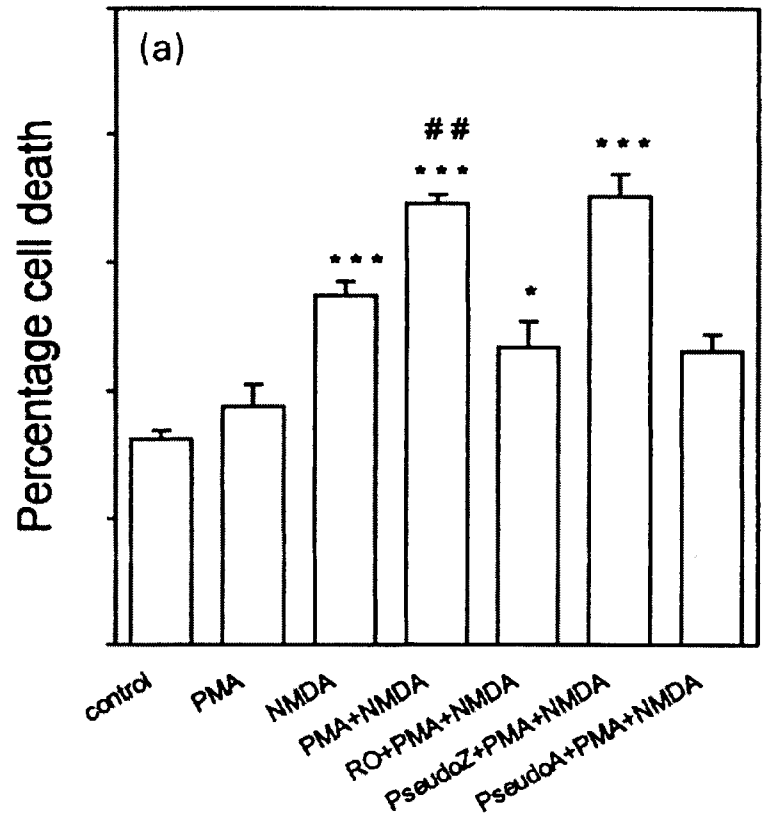 (a)
Percentage cell death
# #
* * *
* * *
* * *
*
control
PMA
NMDA
PMA+NMDA
RO+PMA+NMDA
PseudoZ+PMA+NMDA
PseudoA+PMA+NMDA